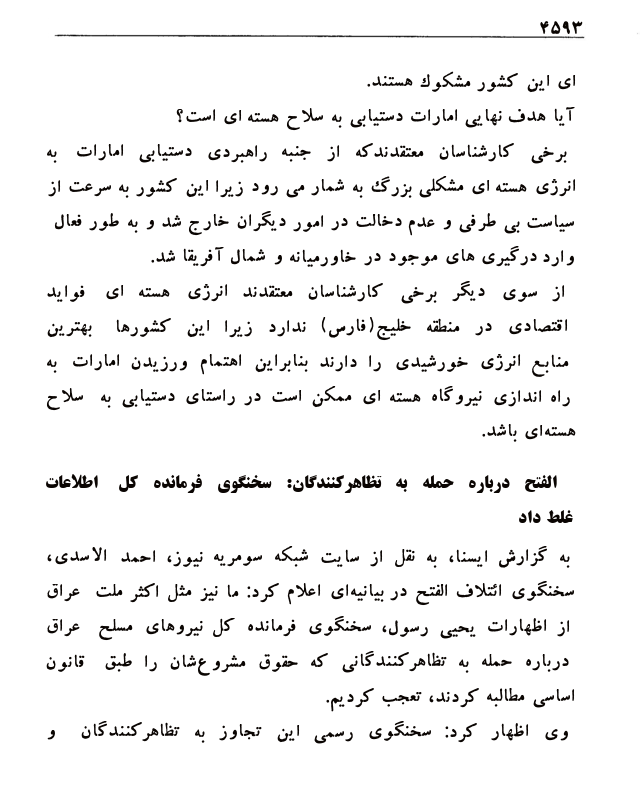 ۴۵۹۳
ای این کشور مشکوك هستند.
آیا هدف نهایی امارات دستیابی به سلاح هسته ای است؟
برخی کارشناسان معتقدندکه از جنبه راهبردی دستیابی امارات به
انرژی هسته ای مشکلی بزرگ به شمار می رود زیرا این کشور به سرعت از
سیاست بی طرفی و عدم دخالت در امور دیگران خارج شد و به طور فعال
وارد درگیری های موجود در خاورمیانه و شمال آفریقا شد.
از سوی دیگر برخی کارشناسان معتقدند انرژی هسته ای فواید
اقتصادی در منطقه خلیج(فارس) ندارد زیرا این کشورها بهترین
منابع انرژی خورشیدی را دارند بنابراین اهتمام ورزیدن امارات به
راه اندازی نیروگاه هسته ای ممکن است در راستای دستیابی به سلاح
هسته‌ای باشد.
الفتح درباره حمله به تظاهرکنندگان: سخنگوی فرمانده کل اطلاعات
غلط داد
به گزارش ایسنا، به نقل از سایت شبکه سومریه نیوز، احمد الاسدی،
سخنگوی ائتلاف الفتح در بیانیه‌ای اعلام کرد: ما نیز مثل اکثر ملت عراق
از اظهارات یحیی رسول، سخنگوی فرمانده کل نیروهای مسلح عراق
درباره حمله به تظاهرکنندگانی که حقوق مشروع‌شان را طبق قانون
اساسی مطالبه کردند، تعجب کردیم.
وی اظهار کرد: سخنگوی رسمی این تجاوز به تظاهرکنندگان و